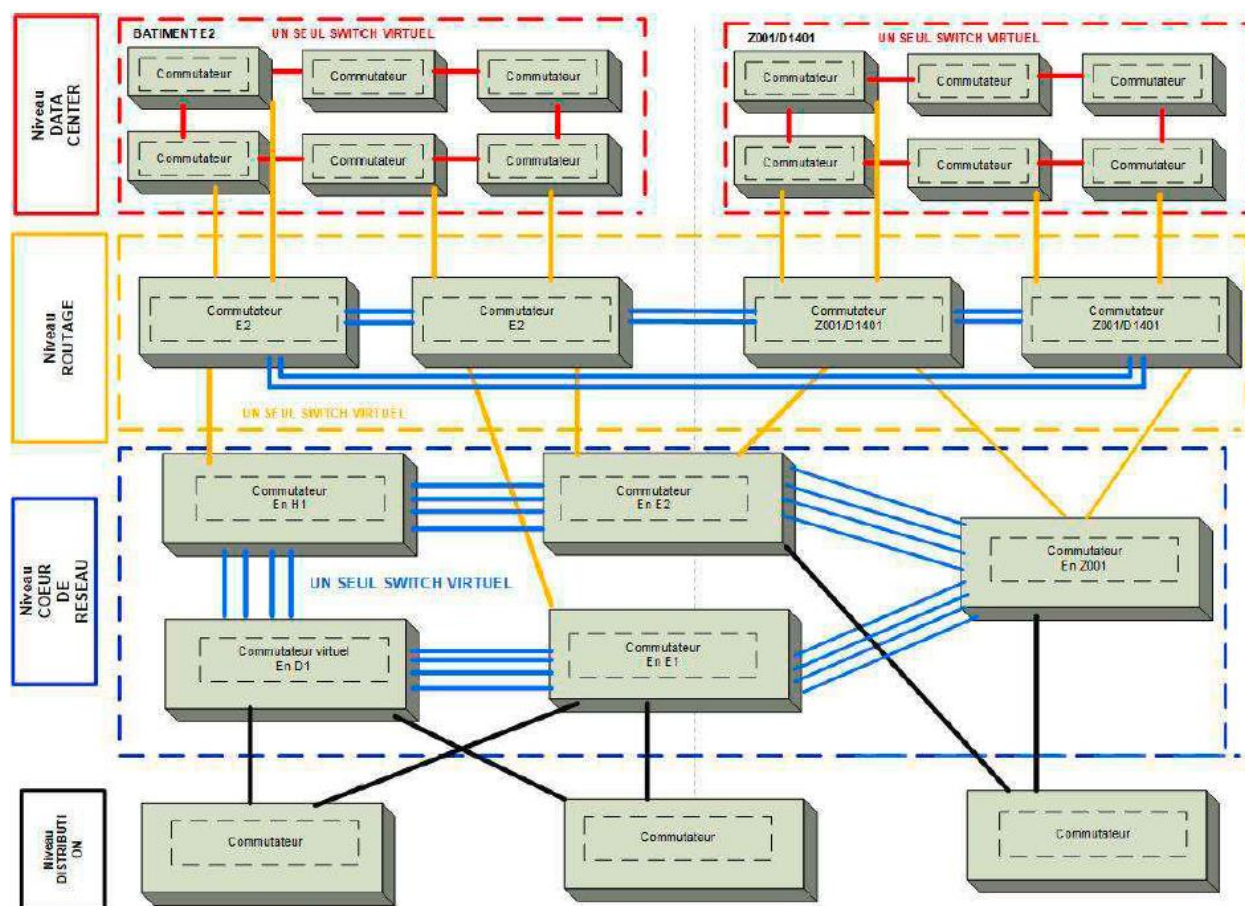 Niveau
DATA
CENTER
BATIMENT E2
UN SEUL SWITCH VIRTUEL
Commutateur
Commutateur
Commutateur
Commutateur
Commutateur
Commutateur
Z001/D1401
UN SEUL SWITCH VIRTUEL
Commutateur
Commutateur
Commutateur
Commutateur
Commutateur
Commutateur
Niveau
ROUTAGE
Commutateur
E2
Commutateur
E2
Commutateur
Z001/D1401
Commutateur
Z001/D1401
UN SEUL SWITCH VIRTUEL
Niveau
COEUR
DE
RESEAU
Commutateur
En H1
Commutateur
En E2
Commutateur
En Z001
UN SEUL SWITCH VIRTUEL
Commutateur virtuel
En D1
Commutateur
En E1
Niveau
DISTRIBUTI
ON
Commutateur
Commutateur
Commutateur